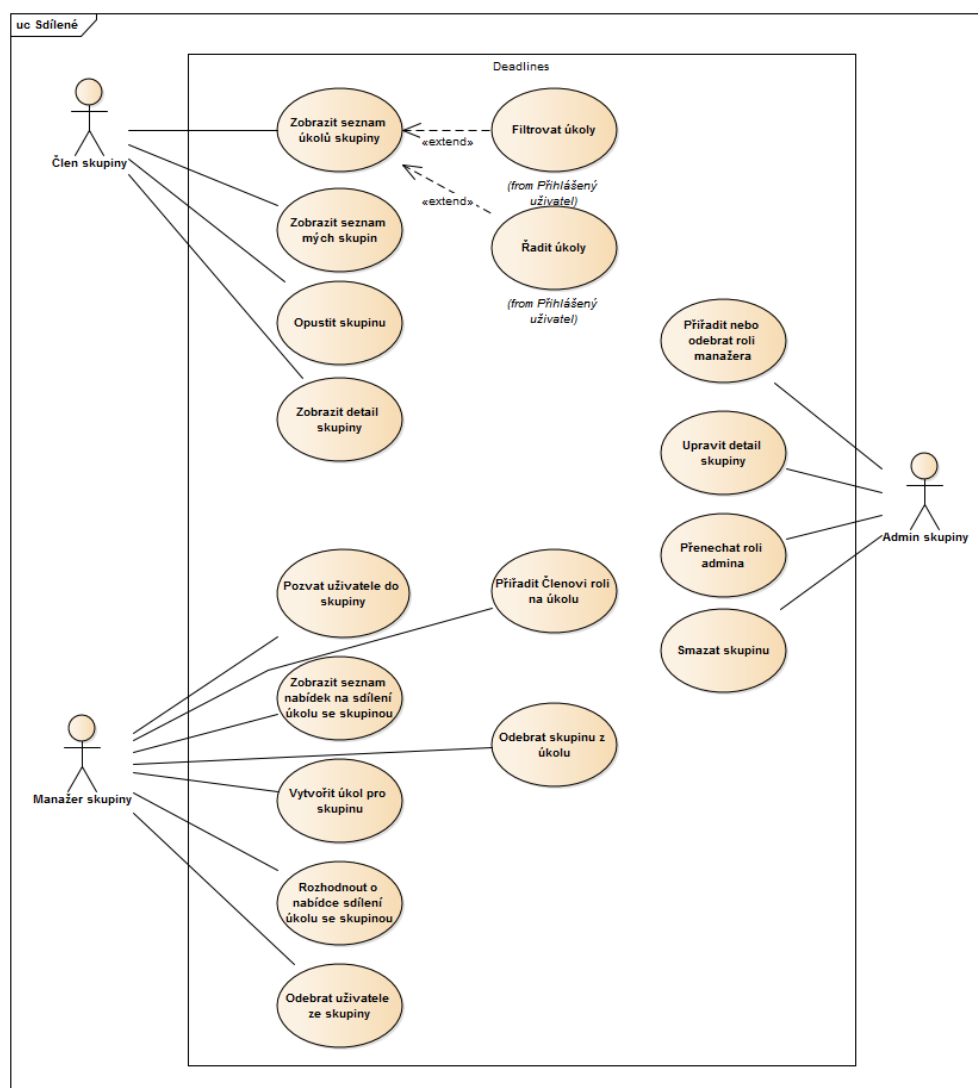 uc Sdílené
Deadlines
Člen skupiny
Zobrazit seznam
úkolů skupiny
«extend»
Filtrovat úkoly
(from Přihlášený
uživatel)
«extend»
Zobrazit seznam
mých skupin
Řadit úkoly
(from Přihlášený
uživatel)
Opustit skupinu
Zobrazit detail
skupiny
Přiřadit nebo
odebrat roli
manažera
Upravit detail
skupiny
Admin skupiny
Přenechat roli
admina
Smazat skupinu
Pozvat uživatele do
skupiny
Přiřadit Členovi roli
na úkolu
Zobrazit seznam
nabídek na sdílení
úkolu se skupinou
Odebrat skupinu z
úkolu
Manažer skupiny
Vytvořit úkol pro
skupinu
Rozhodnout o
nabídce sdílení
úkolu se skupinou
Odebrat uživatele
ze skupiny